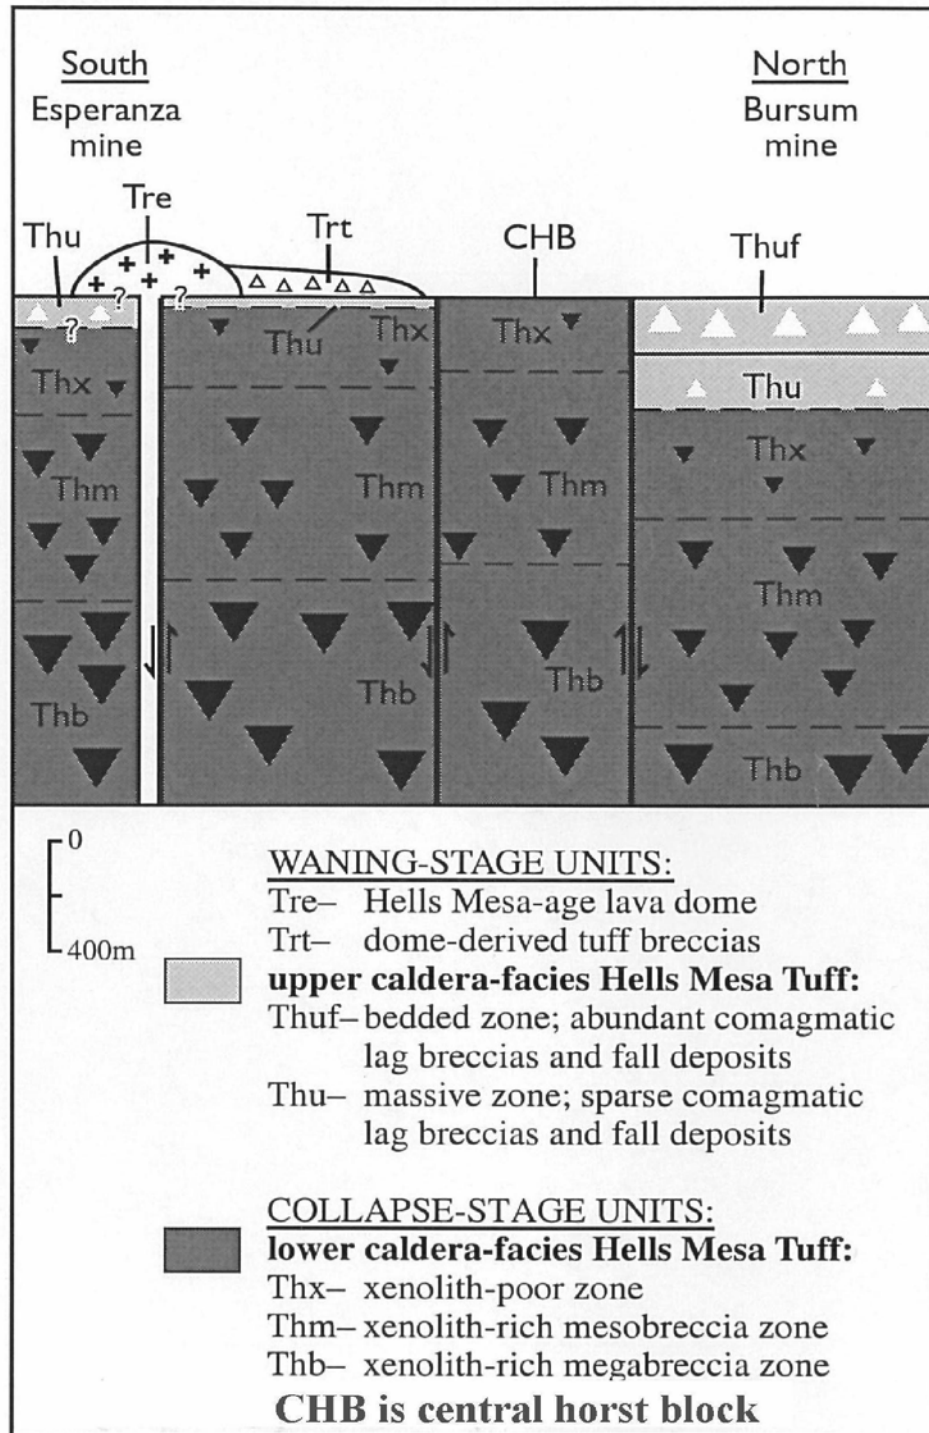 South
Esperanza
mine
North
Bursum
mine
Tre
Thu
Trt
CHB
Thuf
?
?
?
Thu
Thx
Thx
Thu
Thx
Thx
Thm
Thm
Thm
Thm
Thb
Thb
Thb
Thb
0
400m
WANING-STAGE UNITS:
Tre– Hells Mesa-age lava dome
Trt– dome-derived tuff breccias
upper caldera-facies Hells Mesa Tuff:
Thuf– bedded zone; abundant comagmatic
lag breccias and fall deposits
Thu– massive zone; sparse comagmatic
lag breccias and fall deposits
COLLAPSE-STAGE UNITS:
lower caldera-facies Hells Mesa Tuff:
Thx– xenolith-poor zone
Thm– xenolith-rich mesobreccia zone
Thb– xenolith-rich megabreccia zone
CHB is central horst block